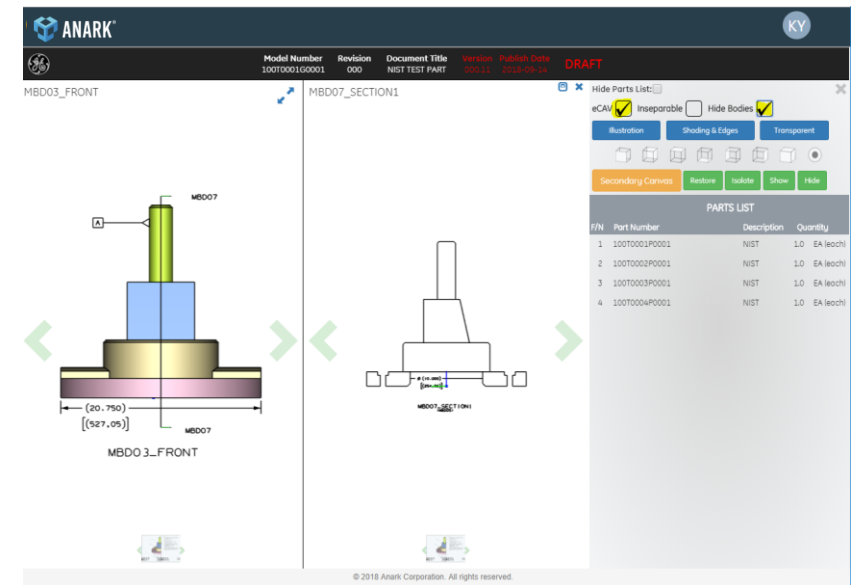 ANARK®
KY
Model Number Revision Document Title Version Publish Date
100T0001G0001 000 NIST TEST PART 000.11 2018-09-14
DRAFT
MBD03_FRONT
MBD07_SECTION1
Hide Parts List:
eCAV Inseparable Hide Bodies
Illustration Shading & Edges Transparent
Secondary Canvas Restore Isolate Show Hide
PARTS LIST
F/N Part Number Description Quantity
1 100T0001P0001 NIST 1.0 EA (each)
2 100T0002P0001 NIST 1.0 EA (each)
3 100T0003P0001 NIST 1.0 EA (each)
4 100T0004P0001 NIST 1.0 EA (each)
MBD07
A
(20.750)
[(527.05)]
MBD07
MBD03_FRONT
MBD07_SECTION1
© 2018 Anark Corporation. All rights reserved.